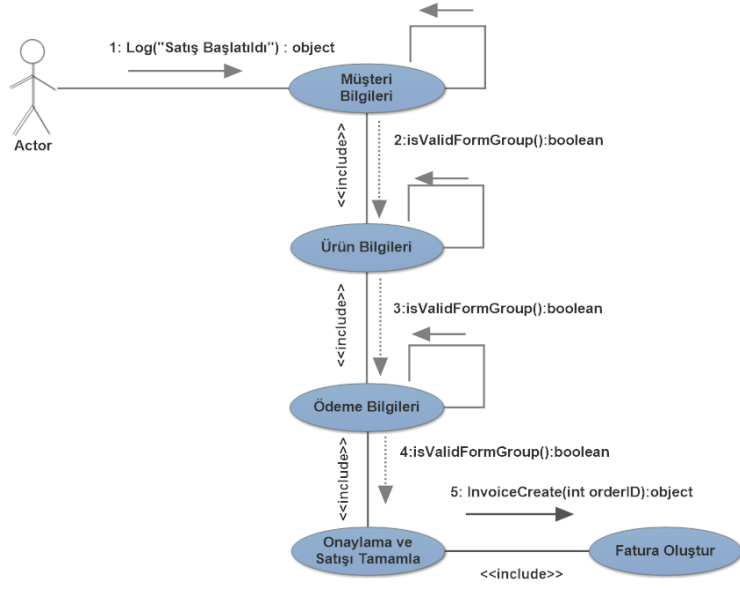 1: Log("Satış Başlatıldı") : object
Müşteri
Bilgileri
Actor
<<include>>
2:isValidFormGroup():boolean
Ürün Bilgileri
<<include>>
3:isValidFormGroup():boolean
Ödeme Bilgileri
<<include>>
4:isValidFormGroup():boolean
5: InvoiceCreate(int orderID):object
Onaylama ve
Satışı Tamamla
Fatura Oluştur
<<include>>